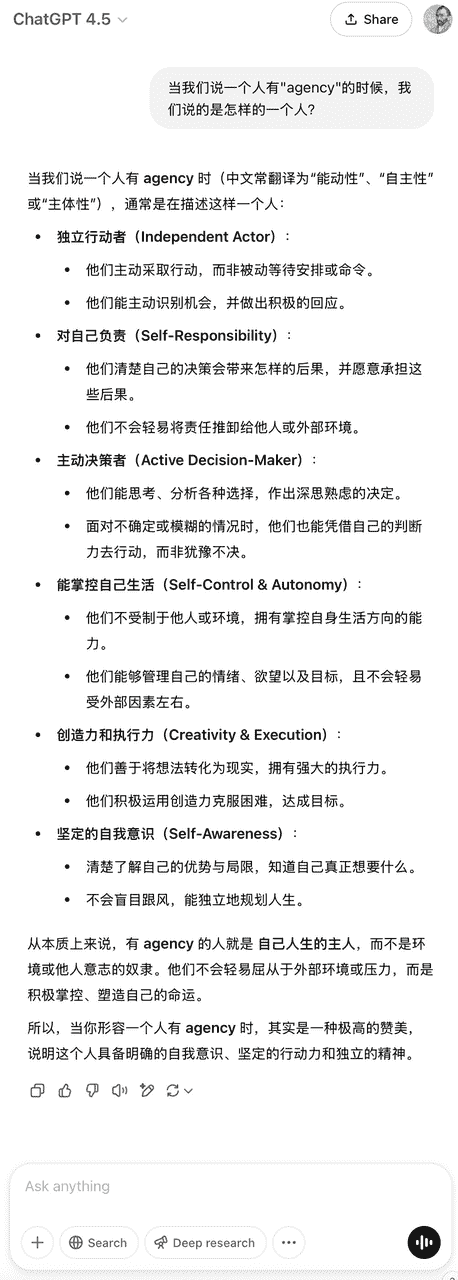 ChatGPT 4.5
Share
当我们说一个人有"agency"的时候，我
们说的是怎样的一个人?
当我们说一个人有 agency 时（中文常翻译为“能动性”、“自主性”
或“主体性”），通常是在描述这样一个人：
• 独立行动者（Independent Actor）：
• 他们主动采取行动，而非被动等待安排或命令。
• 他们能主动识别机会，并做出积极的回应。
• 对自己负责（Self-Responsibility）：
• 他们清楚自己的决策会带来怎样的后果，并愿意承担这
些后果。
• 他们不会轻易将责任推卸给他人或外部环境。
• 主动决策者（Active Decision-Maker）：
• 他们能思考、分析各种选择，作出深思熟虑的决定。
• 面对不确定或模糊的情况时，他们也能凭借自己的判断
力去行动，而非犹豫不决。
• 能掌控自己生活（Self-Control & Autonomy）：
• 他们不受制于他人或环境，拥有掌控自身生活方向的能
力。
• 他们能够管理自己的情绪、欲望以及目标，且不会轻易
受外部因素左右。
• 创造力和执行力（Creativity & Execution）：
• 他们善于将想法转化为现实，拥有强大的执行力。
• 他们积极运用创造力克服困难，达成目标。
• 坚定的自我意识（Self-Awareness）：
• 清楚了解自己的优势与局限，知道自己真正想要什么。
• 不会盲目跟风，能独立地规划人生。
从本质上来说，有 agency 的人就是 自己人生的主人，而不是环
境或他人意志的奴隶。他们不会轻易屈从于外部环境或压力，而是
积极掌控、塑造自己的命运。
所以，当你形容一个人有 agency 时，其实是一种极高的赞美，
说明这个人具备明确的自我意识、坚定的行动力和独立的精神。
Ask anything
Search
Deep research